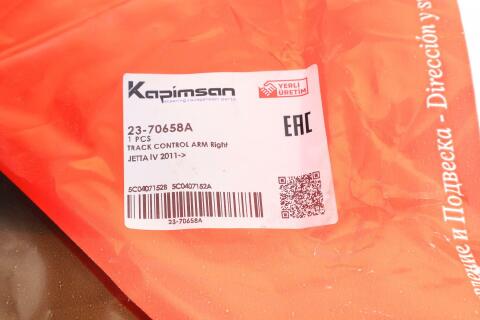 Kapimsan
steering & suspension parts
YERLİ
ÜRETİM
23-70658A
1 PCS
TRACK CONTROL ARM Right
JETTA IV 2011->
EAC
5C0407152B 5C0407152A
23-70658A
ление и Подвеска - Dirección y s